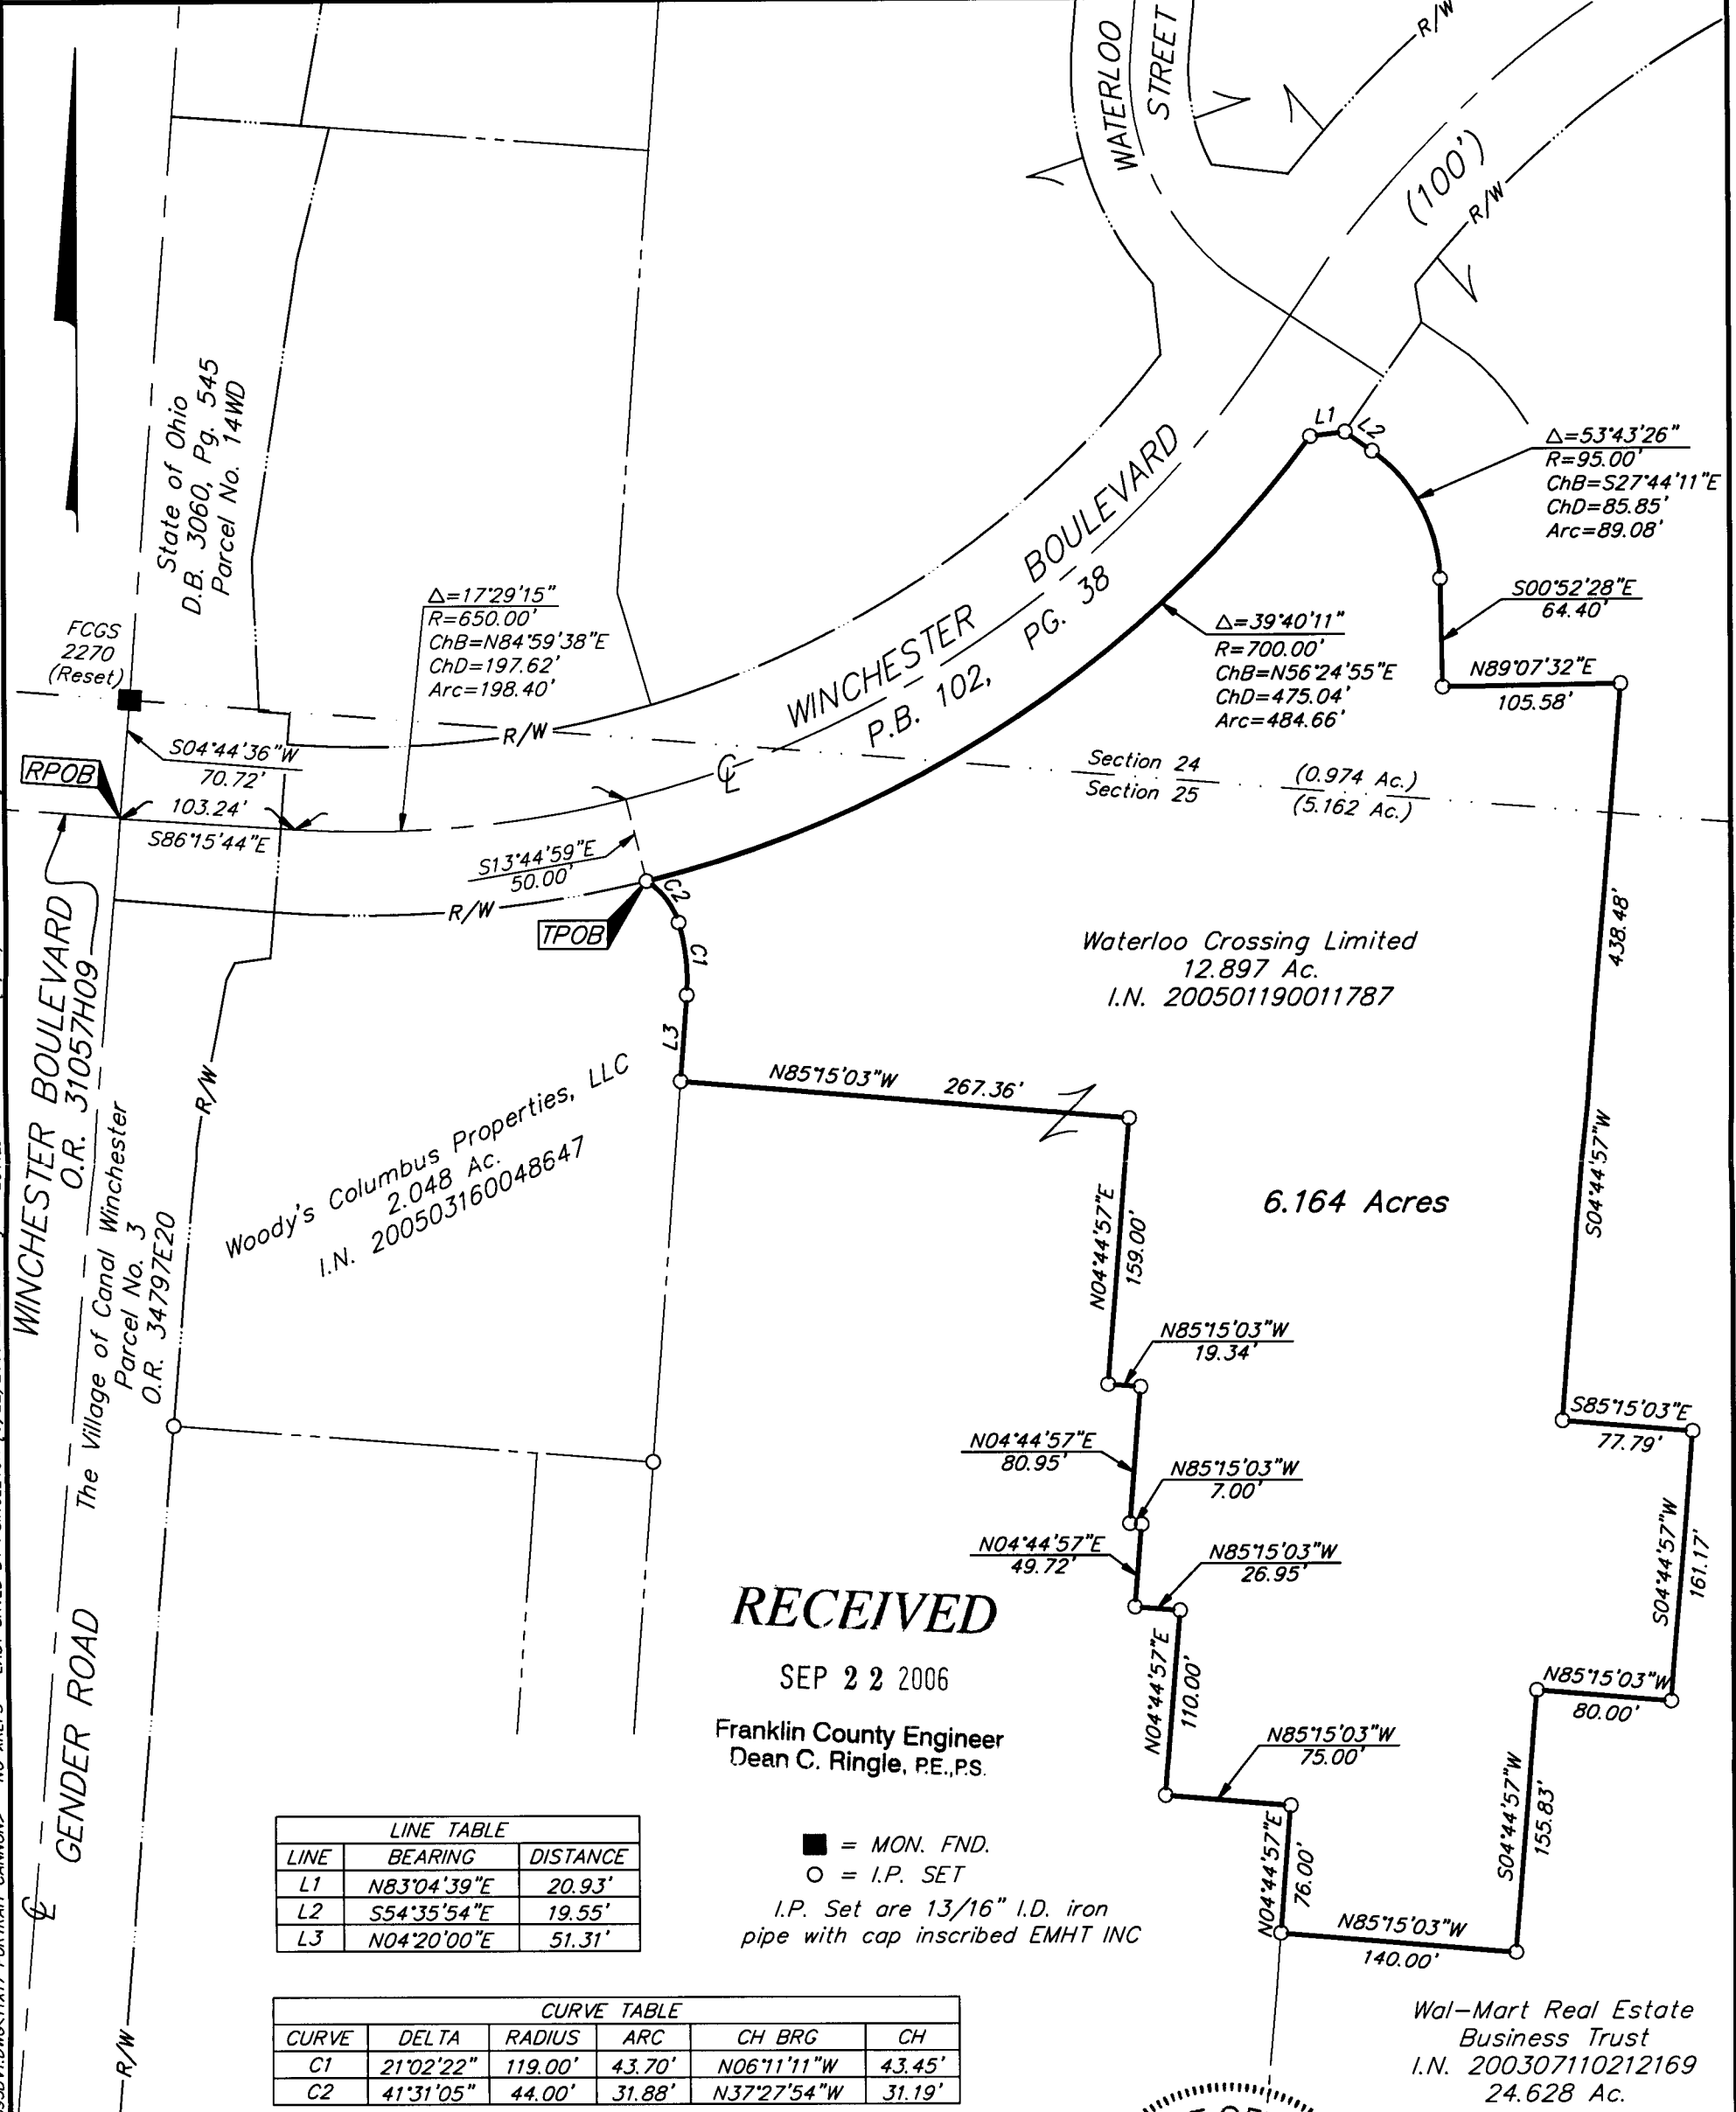 WATERLOO
STREET
R/W
(100')
R/W
State of Ohio
D.B. 3060, Pg. 545
Parcel No. 14WD
FCGS
2270
(Reset)
Δ=17°29'15"
R=650.00'
ChB=N84°59'38"E
ChD=197.62'
Arc=198.40'
L1
L2
Δ=53°43'26"
R=95.00'
ChB=S27°44'11"E
ChD=85.85'
Arc=89.08'
S00°52'28"E
64.40'
N89°07'32"E
105.58'
Δ=39°40'11"
R=700.00'
ChB=N56°24'55"E
ChD=475.04'
Arc=484.66'
WINCHESTER BOULEVARD
P.B. 102, PG. 38
R/W
Section 24 (0.974 Ac.)
Section 25 (5.162 Ac.)
RPOB
S04°44'36"W
70.72'
103.24'
S86°15'44"E
S13°44'59"E
50.00'
R/W
TPOB
C2
C1
L3
WINCHESTER BOULEVARD
O.R. 31057H09
Waterloo Crossing Limited
12.897 Ac.
I.N. 200501190011787
438.48'
S04°44'57"W
R/W
Woody's Columbus Properties, LLC
2.048 Ac.
I.N. 200503160048647
N85°15'03"W 267.36'
The Village of Canal Winchester
Parcel No. 3
O.R. 34797E20
6.164 Acres
N04°44'57"E
159.00'
N85°15'03"W
19.34'
N04°44'57"E
80.95'
N85°15'03"W
7.00'
N04°44'57"E
49.72'
N85°15'03"W
26.95'
S85°15'03"E
77.79'
S04°44'57"W
161.17'
N85°15'03"W
80.00'
N04°44'57"E
110.00'
N85°15'03"W
75.00'
S04°44'57"W
155.83'
N04°44'57"E
76.00'
N85°15'03"W
140.00'
GENDER ROAD
R/W
RECEIVED
SEP 22 2006
Franklin County Engineer
Dean C. Ringle, P.E., P.S.
LINE TABLE
LINE BEARING DISTANCE
L1 N83°04'39"E 20.93'
L2 S54°35'54"E 19.55'
L3 N04°20'00"E 51.31'
= MON. FND.
= I.P. SET
I.P. Set are 13/16" I.D. iron
pipe with cap inscribed EMHT INC
CURVE TABLE
CURVE DELTA RADIUS ARC CH BRG CH
C1 21°02'22" 119.00' 43.70' N06°11'11"W 43.45'
C2 41°31'05" 44.00' 31.88' N37°27'54"W 31.19'
Wal-Mart Real Estate
Business Trust
I.N. 200307110212169
24.628 Ac.